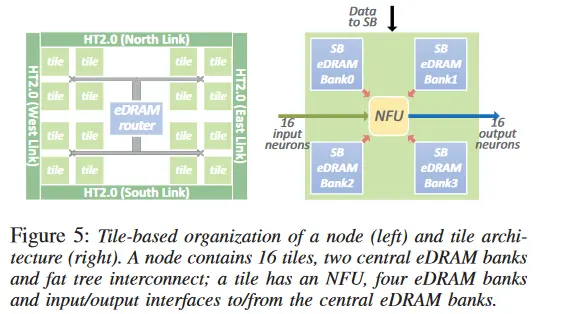 HT2.0 (North Link)
HT2.0 (West Link)
tile tile tile tile
tile tile tile tile
eDRAM
router
tile tile tile tile
tile tile tile tile
HT2.0 (East Link)
HT2.0 (South Link)
Data
to SB
SB
eDRAM
Bank0
SB
eDRAM
Bank1
16
input
neurons
NFU
16
output
neurons
SB
eDRAM
Bank2
SB
eDRAM
Bank3
Figure 5: Tile-based organization of a node (left) and tile archi-
tecture (right). A node contains 16 tiles, two central eDRAM banks
and fat tree interconnect; a tile has an NFU, four eDRAM banks
and input/output interfaces to/from the central eDRAM banks.